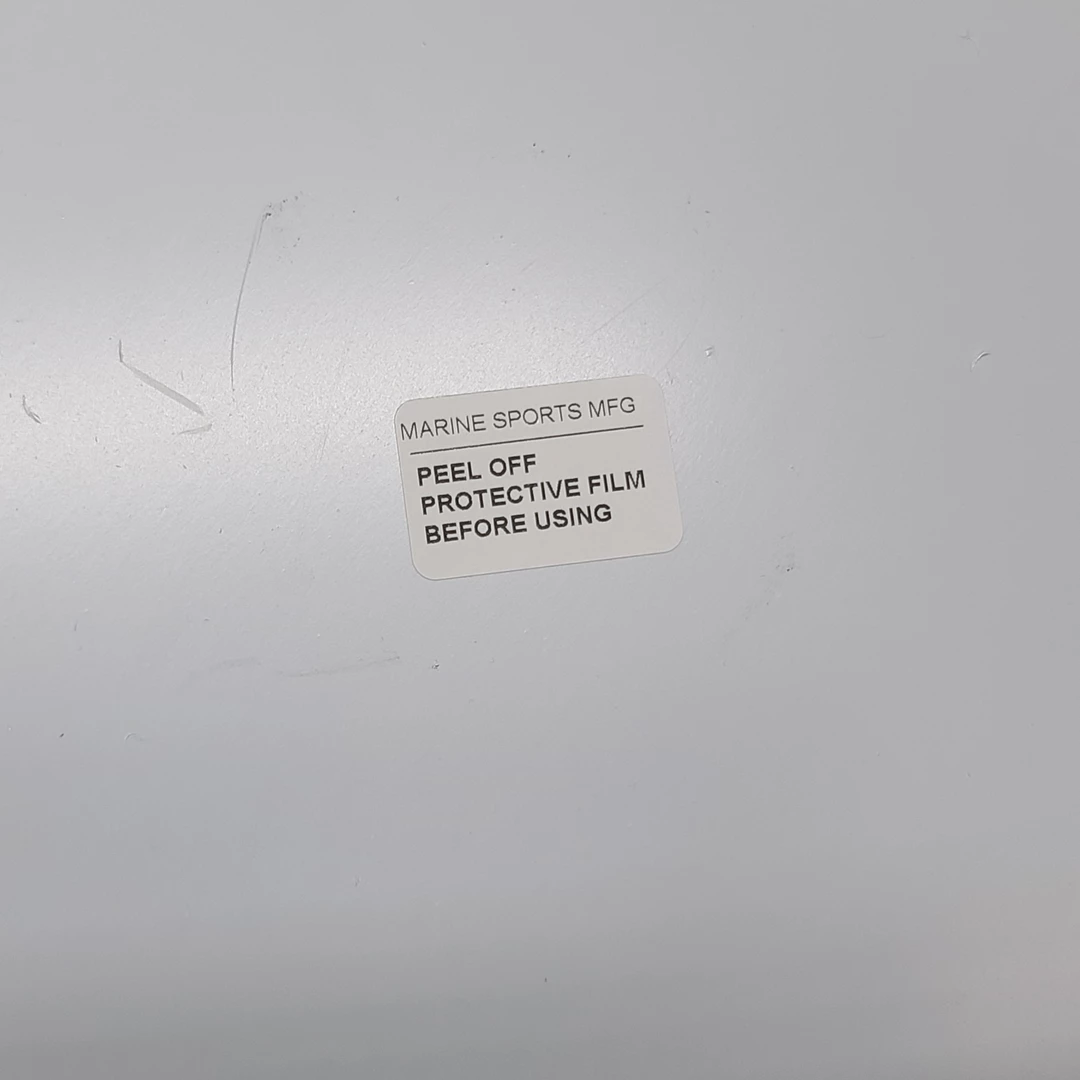 MARINE SPORTS MFG
PEEL OFF
PROTECTIVE FILM
BEFORE USING